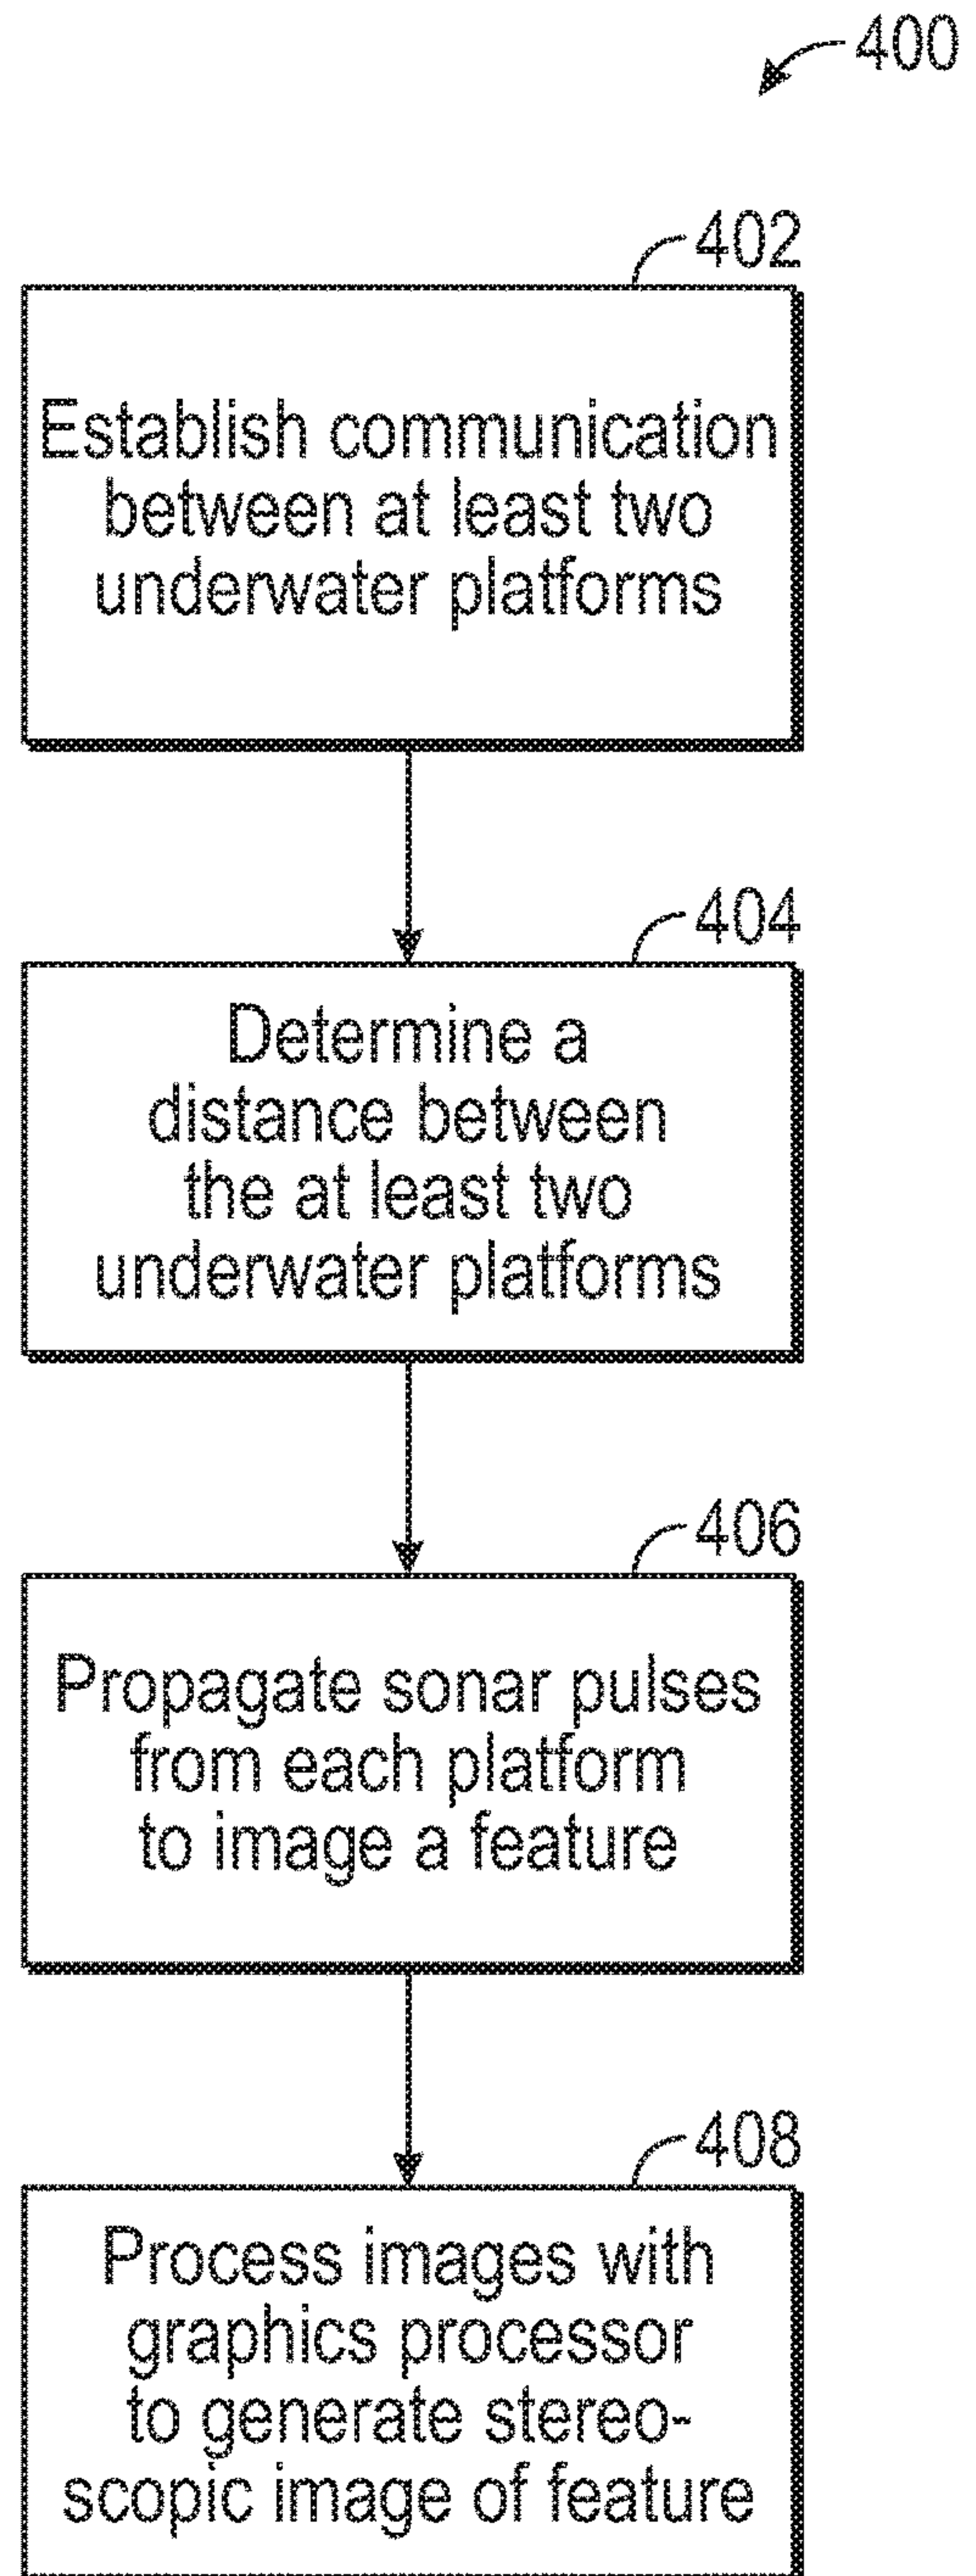 400
402
Establish communication
between at least two
underwater platforms
404
Determine a
distance between
the at least two
underwater platforms
406
Propagate sonar pulses
from each platform
to image a feature
408
Process images with
graphics processor
to generate stereo-
scopic image of feature